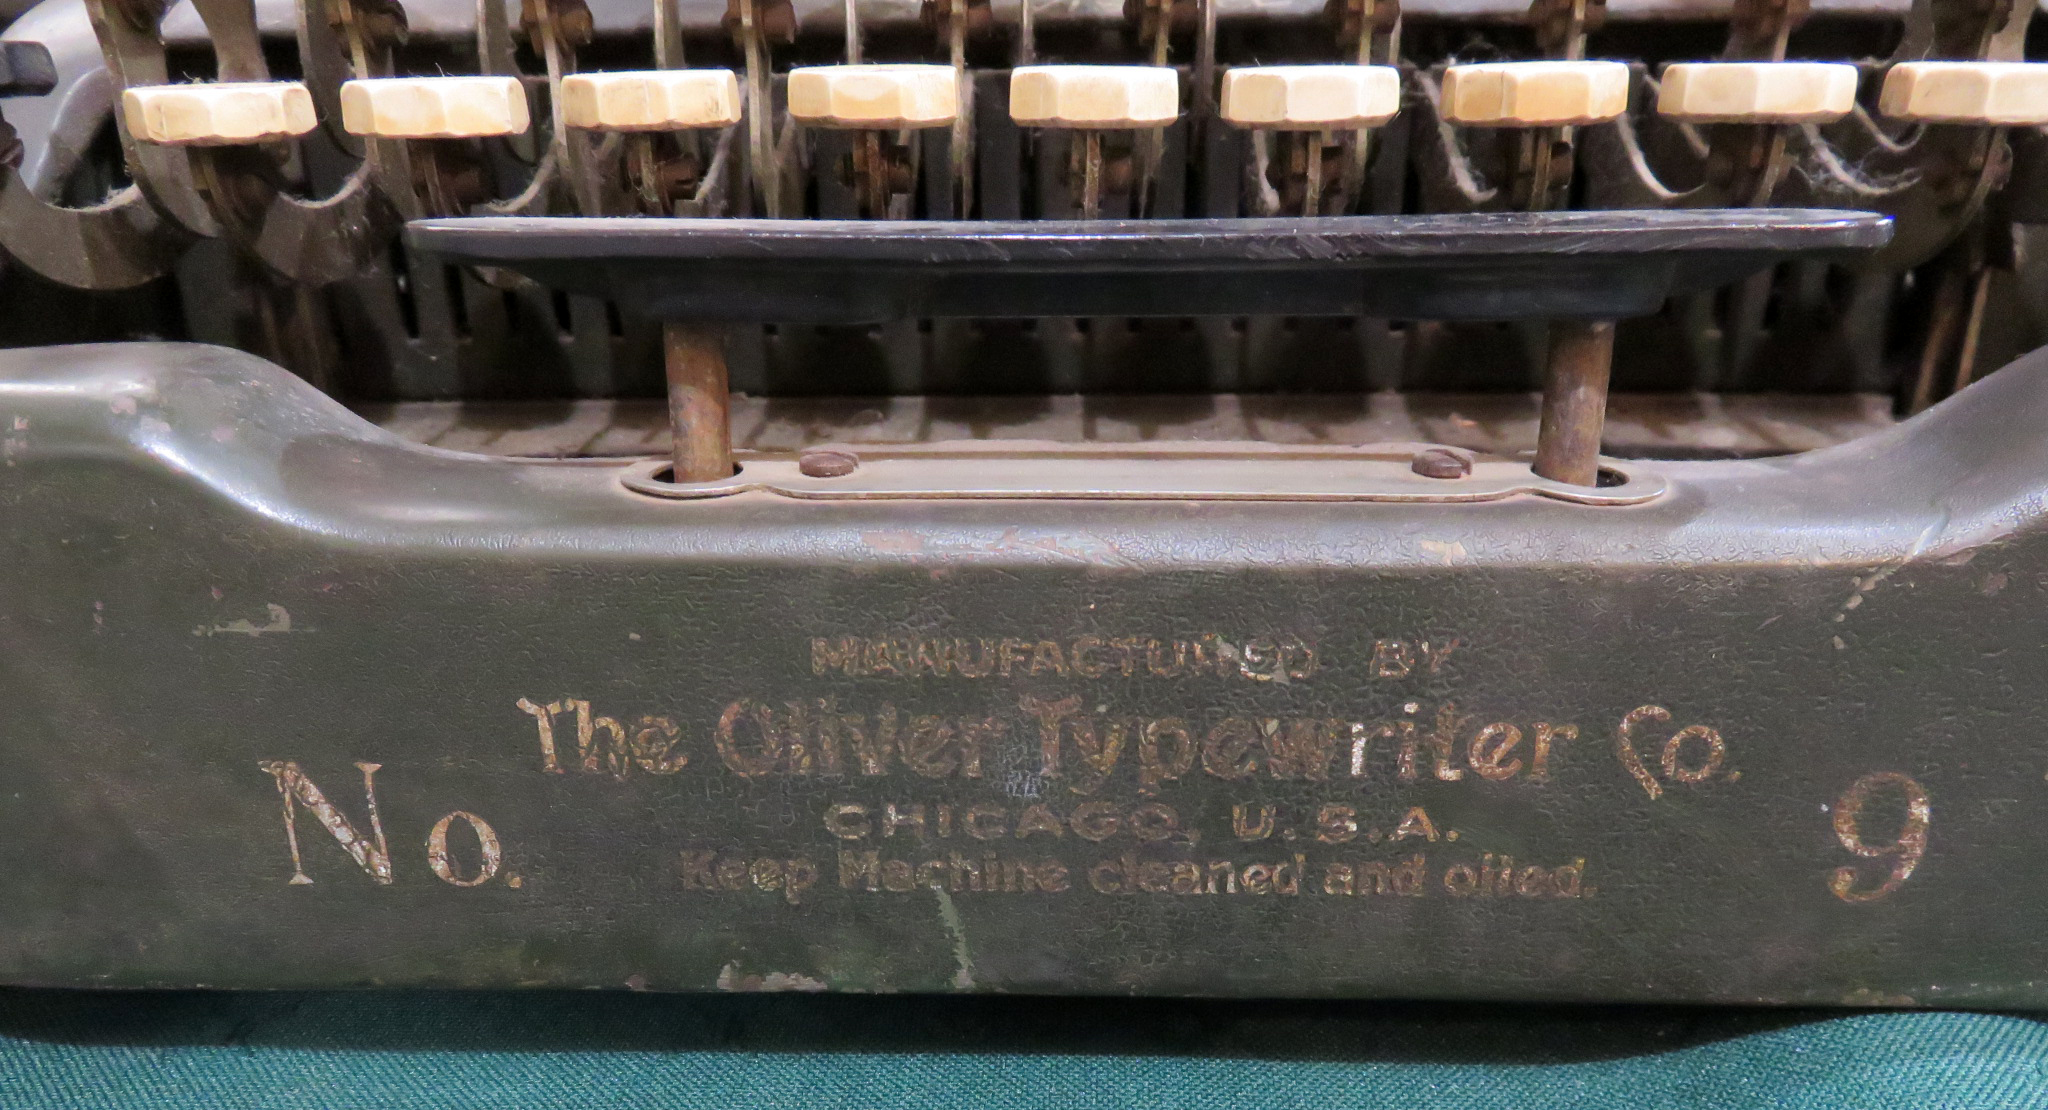 MANUFACTURED BY
The Oliver Typewriter Co.
No. 9
CHICAGO, U.S.A.
Keep Machine cleaned and oiled.